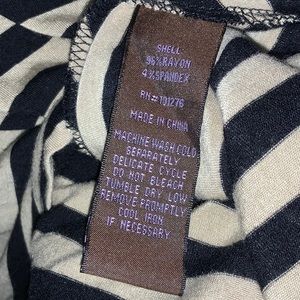 SHELL
96%RAYON
4%SPANDEX
RN#101276
MADE IN CHINA
MACHINE WASH COLD
SEPARATELY
DELICATE CYCLE
DO NOT BLEACH
TUMBLE DRY LOW
REMOVE PROMPTLY
COOL IRON
IF NECESSARY